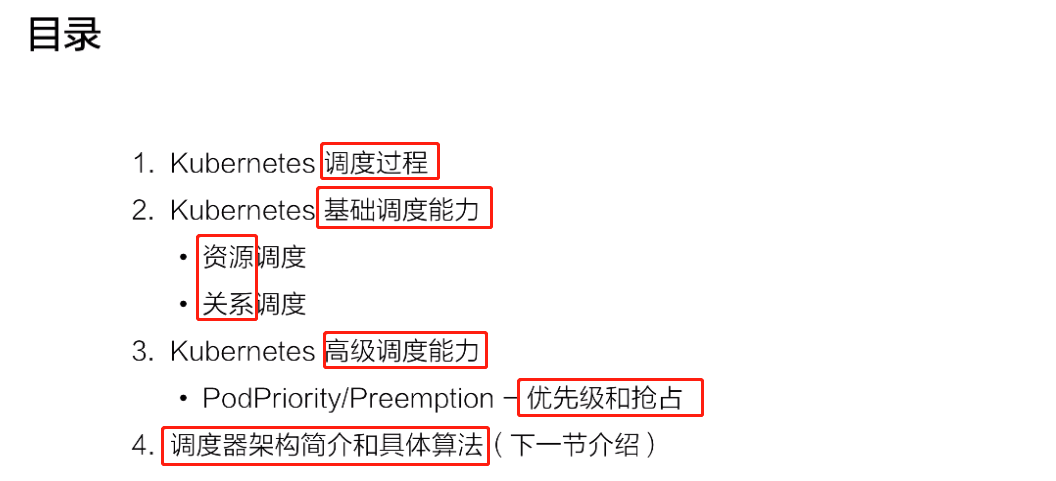 目录
1. Kubernetes 调度过程
2. Kubernetes 基础调度能力
• 资源调度
• 关系调度
3. Kubernetes 高级调度能力
• PodPriority/Preemption – 优先级和抢占
4. 调度器架构简介和具体算法（下一节介绍）